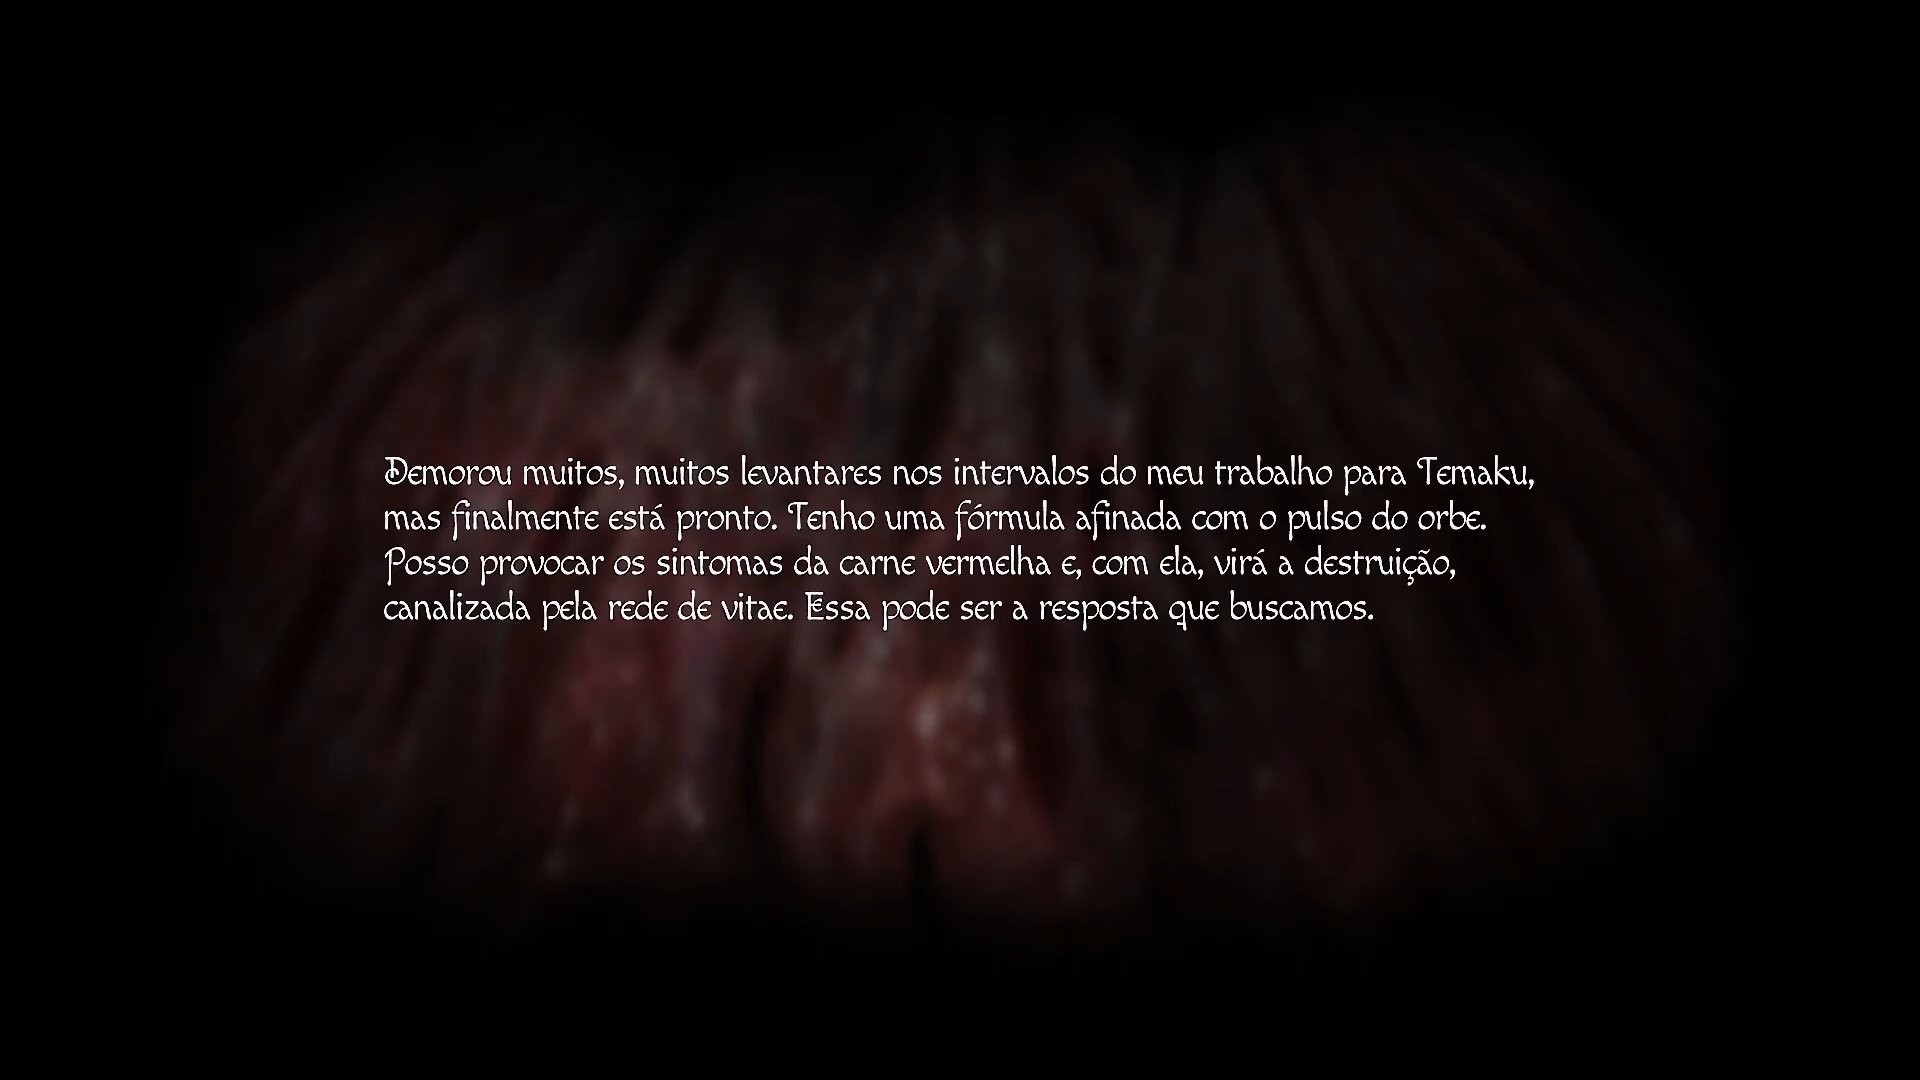 Demorou muitos, muitos levantares nos intervalos do meu trabalho para Temaku,
mas finalmente está pronto. Tenho uma fórmula afinada com o pulso do orbe.
Posso provocar os sintomas da carne vermelha e, com ela, virá a destruição,
canalizada pela rede de vitae. Essa pode ser a resposta que buscamos.